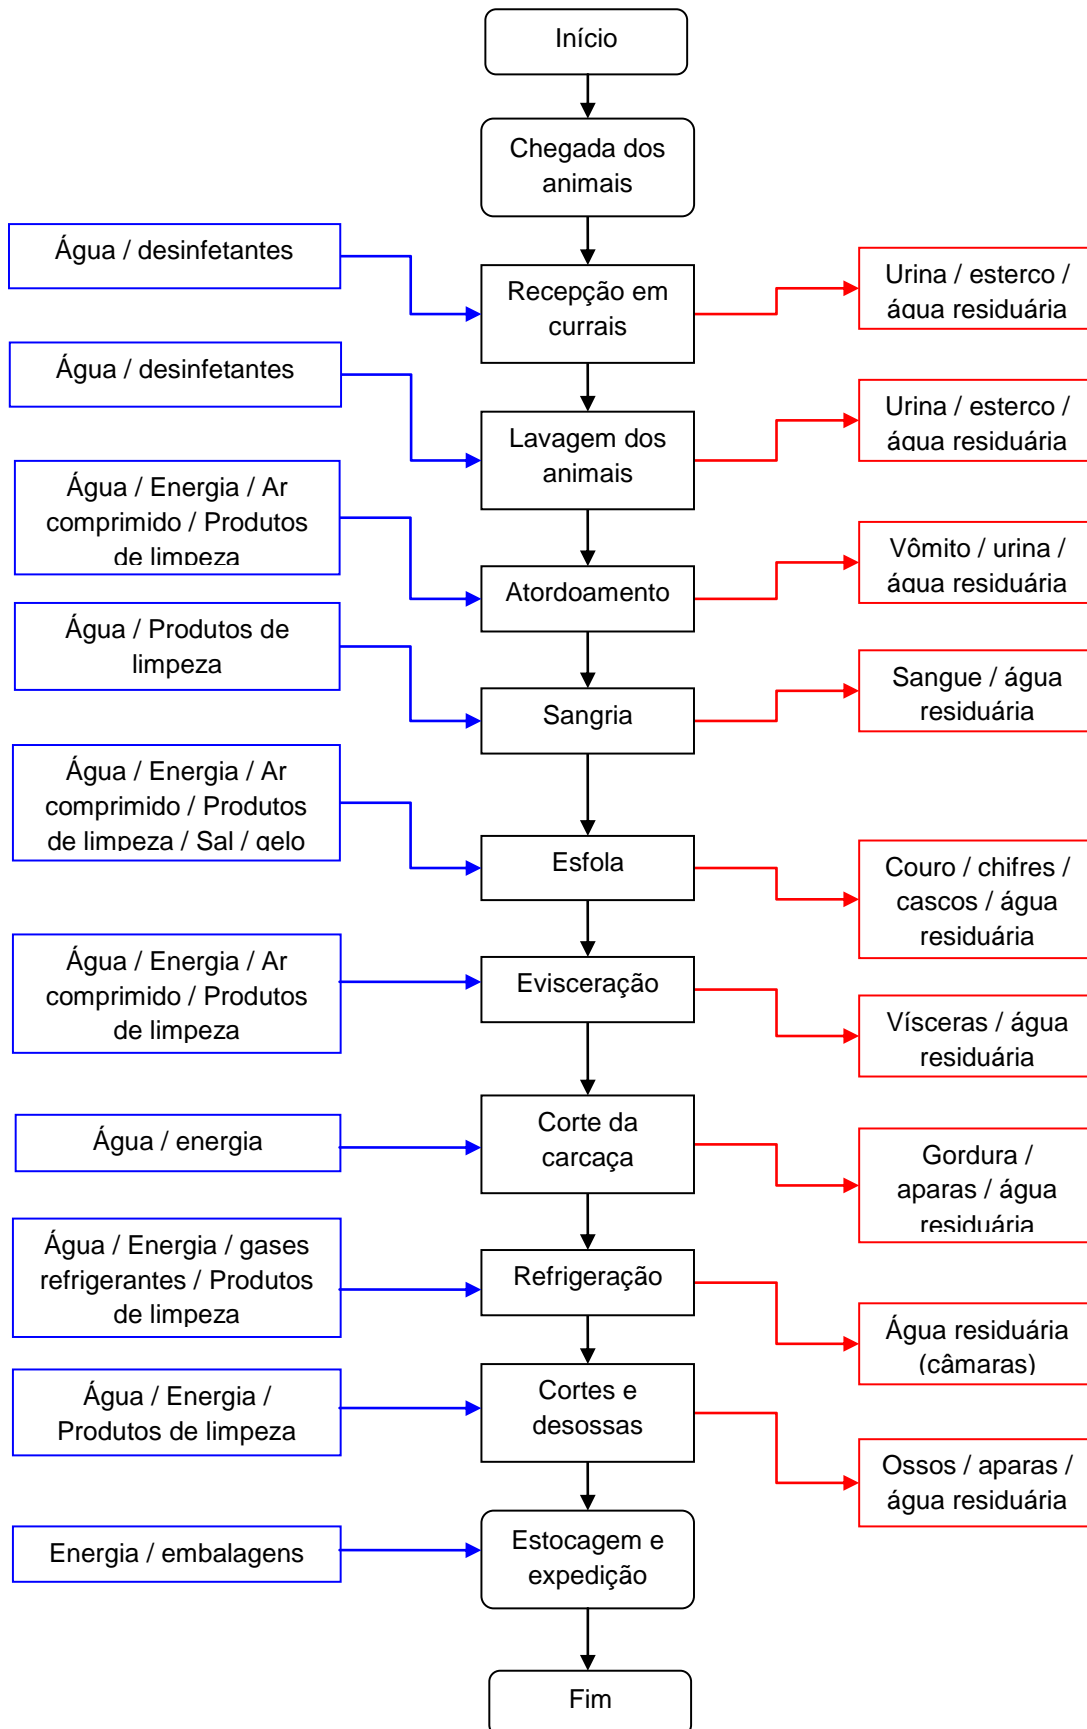 Início
Chegada dos
animais
Água / desinfetantes
Recepção em
currais
Urina / esterco /
água residuária
Água / desinfetantes
Lavagem dos
animais
Urina / esterco /
água residuária
Água / Energia / Ar
comprimido / Produtos
de limpeza
Atordoamento
Vômito / urina /
água residuária
Água / Produtos de
limpeza
Sangria
Sangue / água
residuária
Água / Energia / Ar
comprimido / Produtos
de limpeza / Sal / gelo
Esfola
Couro / chifres /
cascos / água
residuária
Água / Energia / Ar
comprimido / Produtos
de limpeza
Evisceração
Vísceras / água
residuária
Água / energia
Corte da
carcaça
Gordura /
aparas / água
residuária
Água / Energia / gases
refrigerantes / Produtos
de limpeza
Refrigeração
Água residuária
(câmaras)
Água / Energia /
Produtos de limpeza
Cortes e
desossas
Ossos / aparas /
água residuária
Energia / embalagens
Estocagem e
expedição
Fim